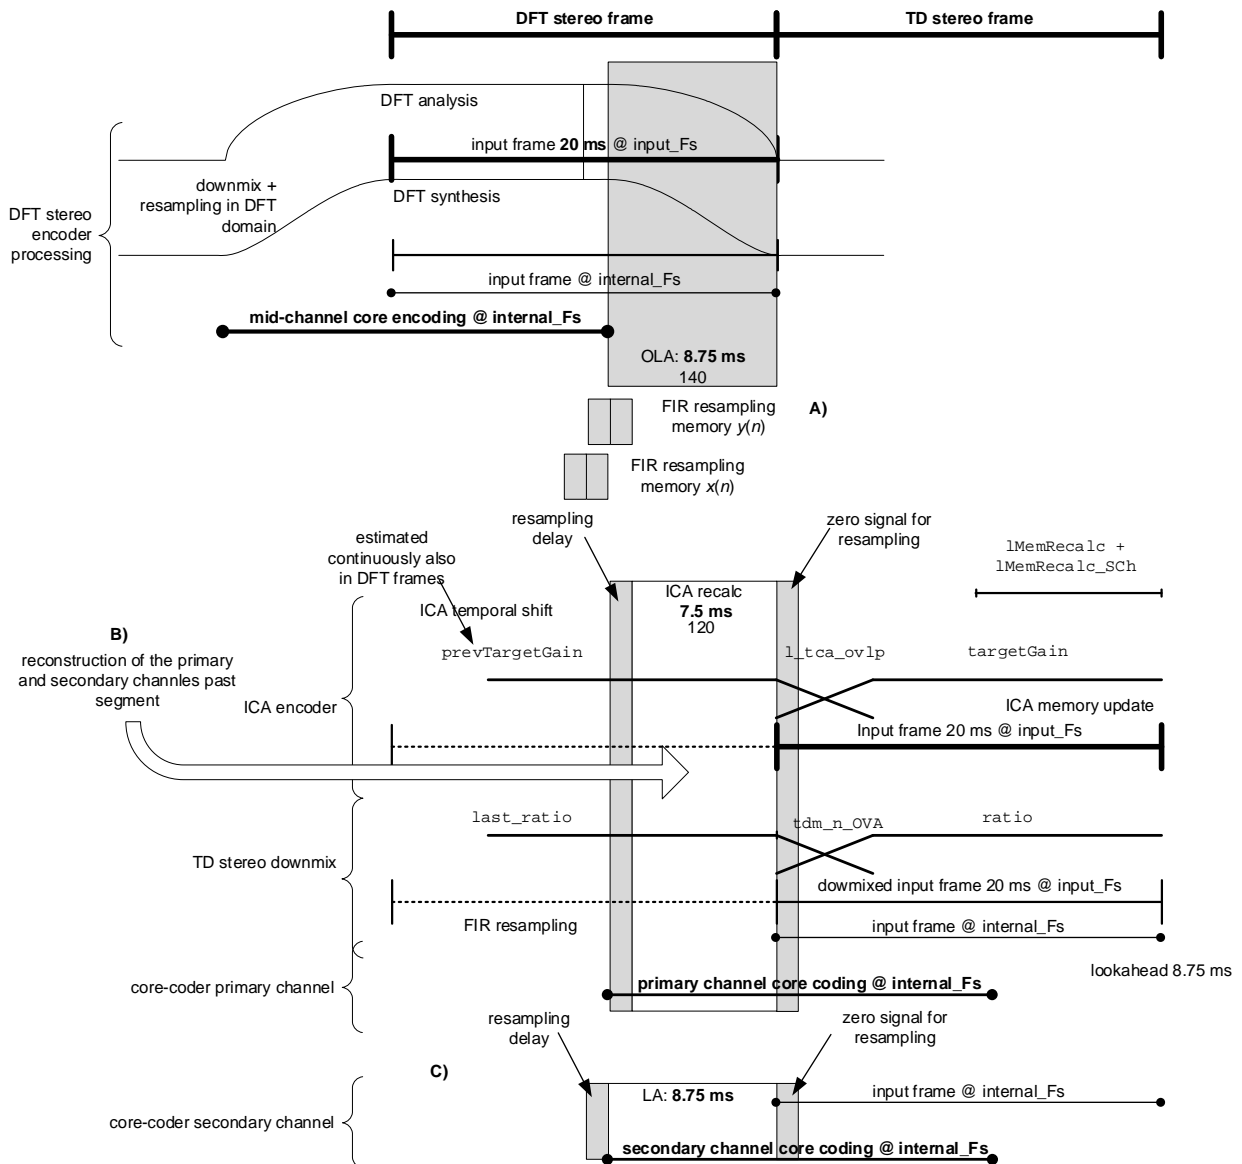 DFT stereo frame
TD stereo frame
DFT analysis
input frame 20 ms @ input_Fs
downmix +
resampling in DFT
domain
DFT synthesis
DFT stereo
encoder
processing
input frame @ internal_Fs
mid-channel core encoding @ internal_Fs
OLA: 8.75 ms
140
FIR resampling
memory y(n)
A)
FIR resampling
memory x(n)
resampling
delay
zero signal for
resampling
estimated
continuously also
in DFT frames
lMemRecalc +
lMemRecalc_SCh
ICA temporal shift
ICA recalc
7.5 ms
120
B)
reconstruction of the primary
and secondary channles past
segment
prevTargetGain
l_tca_ovlp
targetGain
ICA encoder
ICA memory update
Input frame 20 ms @ input_Fs
last_ratio
tdm_n_OVA
ratio
TD stereo downmix
dowmixed input frame 20 ms @ input_Fs
FIR resampling
input frame @ internal_Fs
lookahead 8.75 ms
core-coder primary channel
primary channel core coding @ internal_Fs
resampling
delay
zero signal for
resampling
C)
LA: 8.75 ms
input frame @ internal_Fs
core-coder secondary channel
secondary channel core coding @ internal_Fs